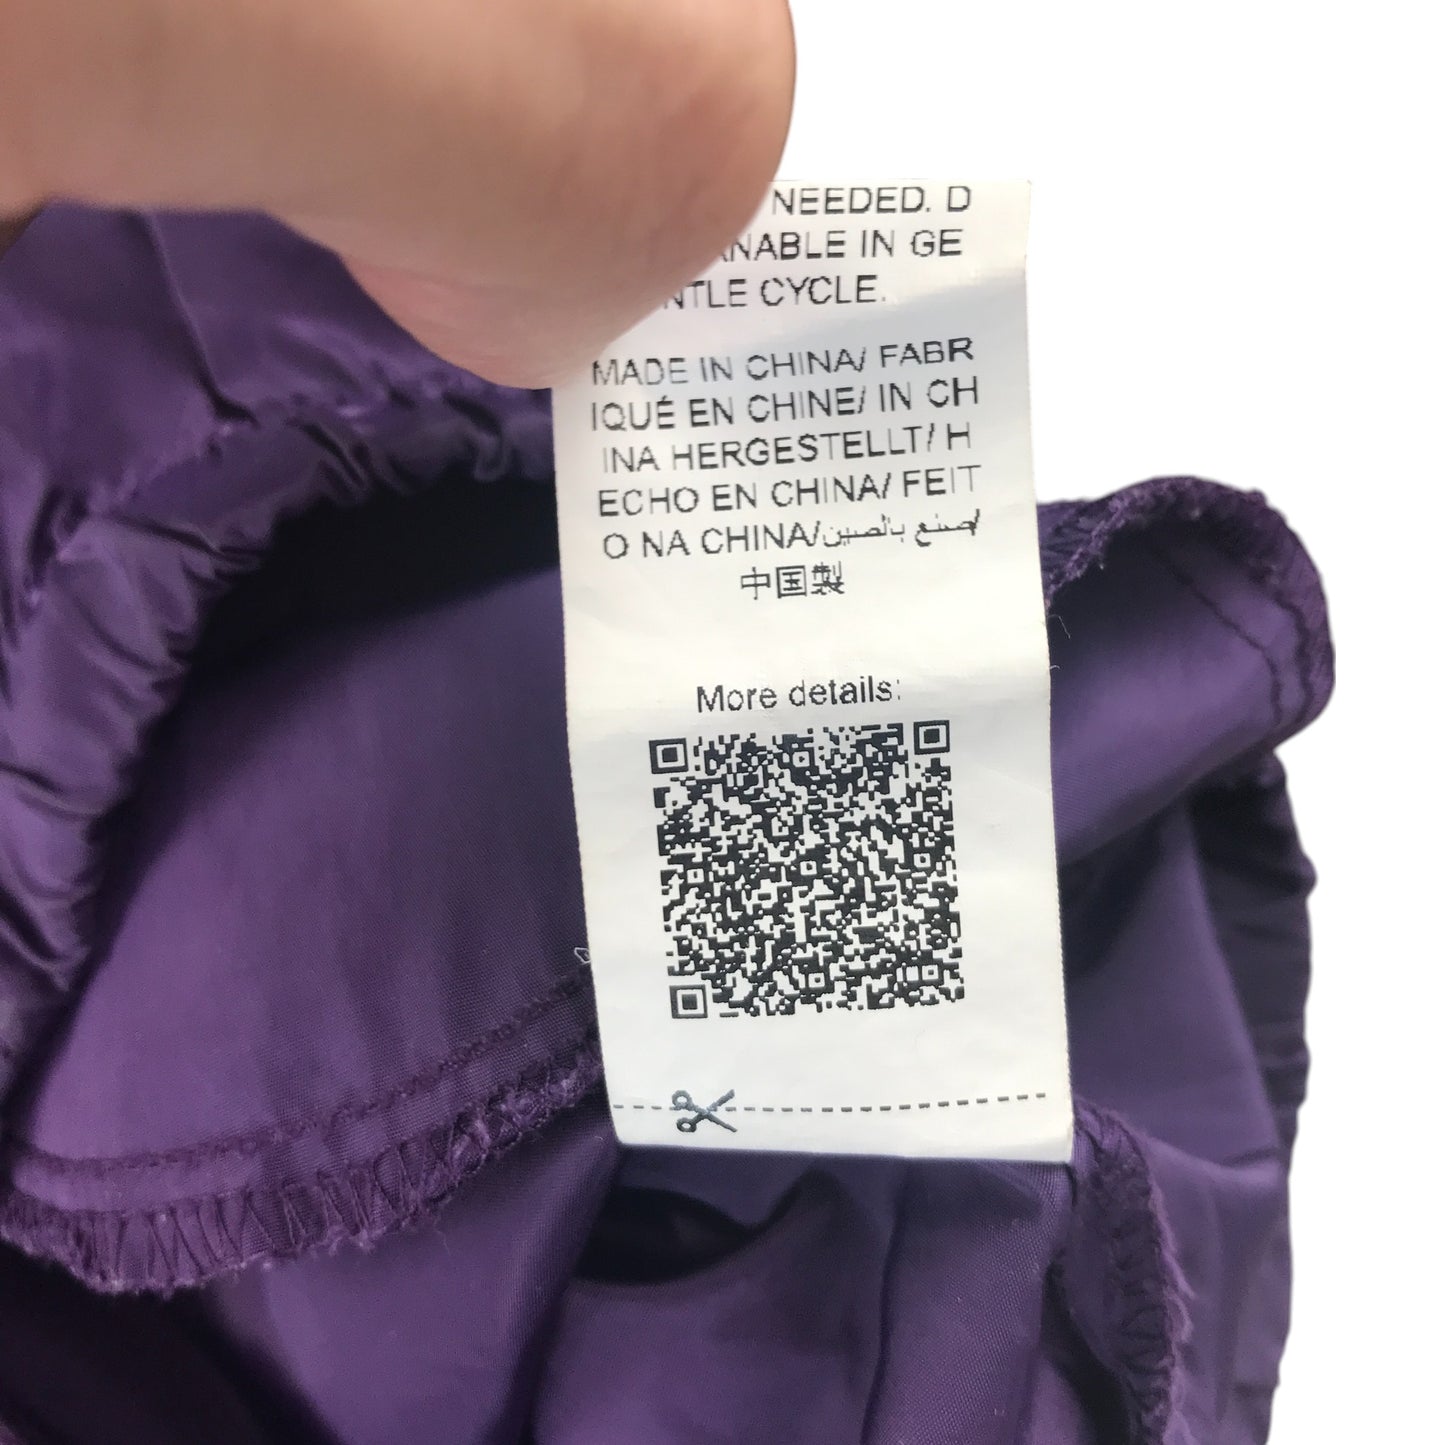 NEEDED. D
ANABLE IN GE
NTLE CYCLE.
MADE IN CHINA/ FABR
IQUÉ EN CHINE/ IN CH
INA HERGESTELLT/ H
ECHO EN CHINA/ FEIT
O NA CHINA/صنع بالصين/
中国製
More details: